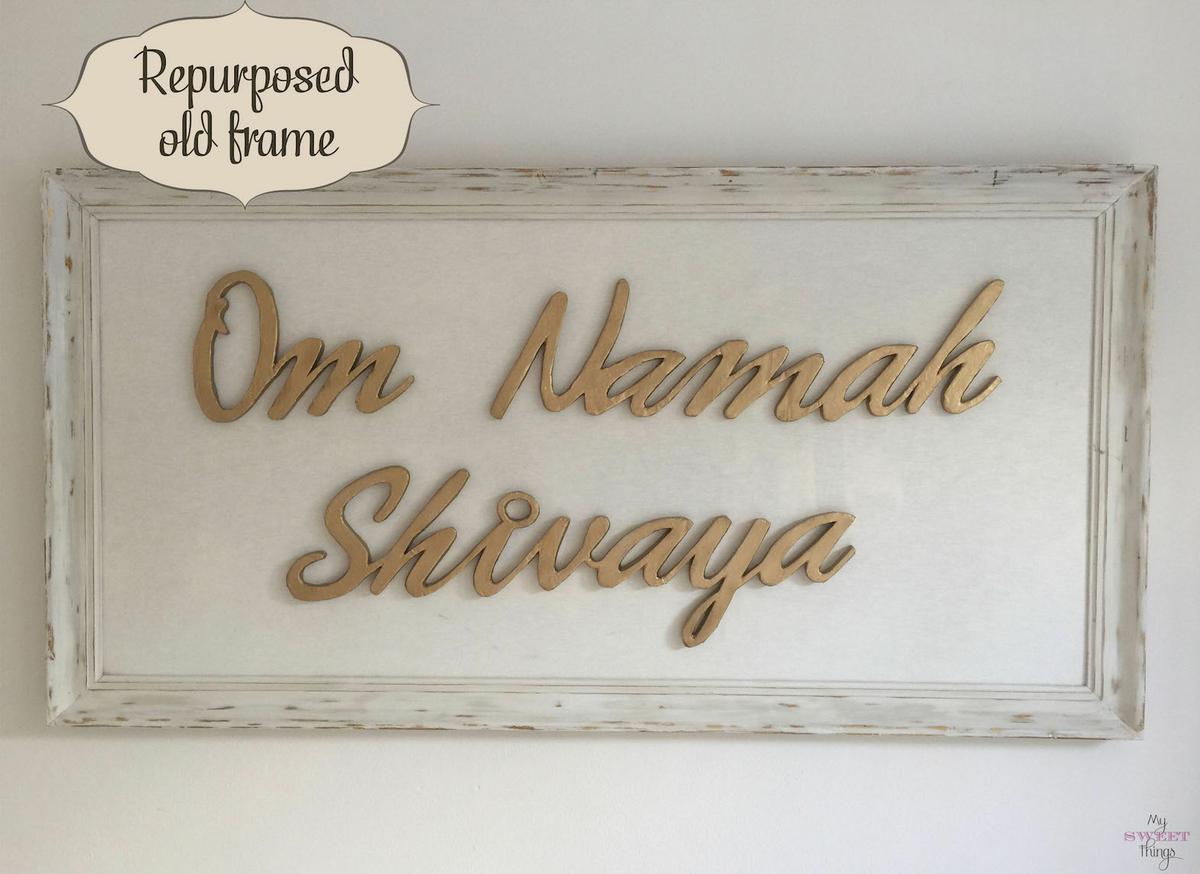 Repurposed
old frame
Om Namah
Shivaya
My
SWEET
things